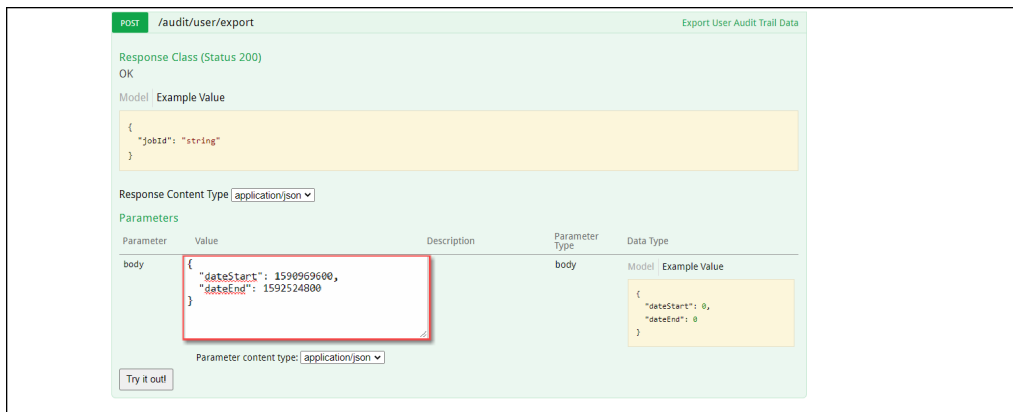 POST /audit/user/export Export User Audit Trail Data
Response Class (Status 200)
OK
Model Example Value
{
"jobId": "string"
}
Response Content Type application/json
Parameters
Parameter Value Description Parameter Type Data Type
body
{
"dateStart": 1590969600,
"dateEnd": 1592524800
}
body
Model Example Value
{
"dateStart": 0,
"dateEnd": 0
}
Parameter content type: application/json
Try it out!